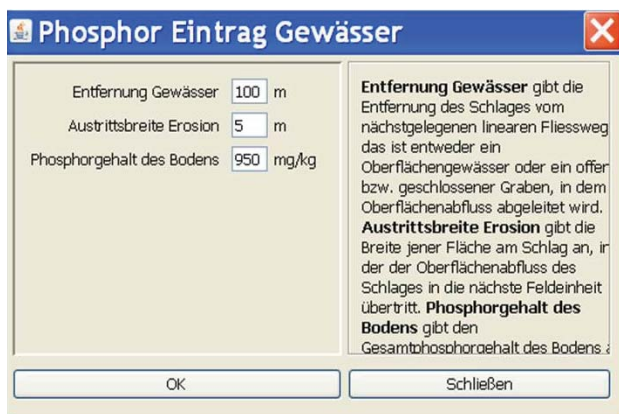 Phosphor Eintrag Gewässer
Entfernung Gewässer 100 m
Austrittsbreite Erosion 5 m
Phosphorgehalt des Bodens 950 mg/kg
Entfernung Gewässer gibt die
Entfernung des Schlages vom
nächstgelegenen linearen Fliessweg
das ist entweder ein
Oberflächengewässer oder ein offer
bzw. geschlossener Graben, in dem
Oberflächenabfluss abgeleitet wird.
Austrittsbreite Erosion gibt die
Breite jener Fläche am Schlag an, in
der der Oberflächenabfluss des
Schlages in die nächste Feldeinheit
übertritt. Phosphorgehalt des
Bodens gibt den
Gesamtphosphorgehalt des Bodens
OK
Schließen